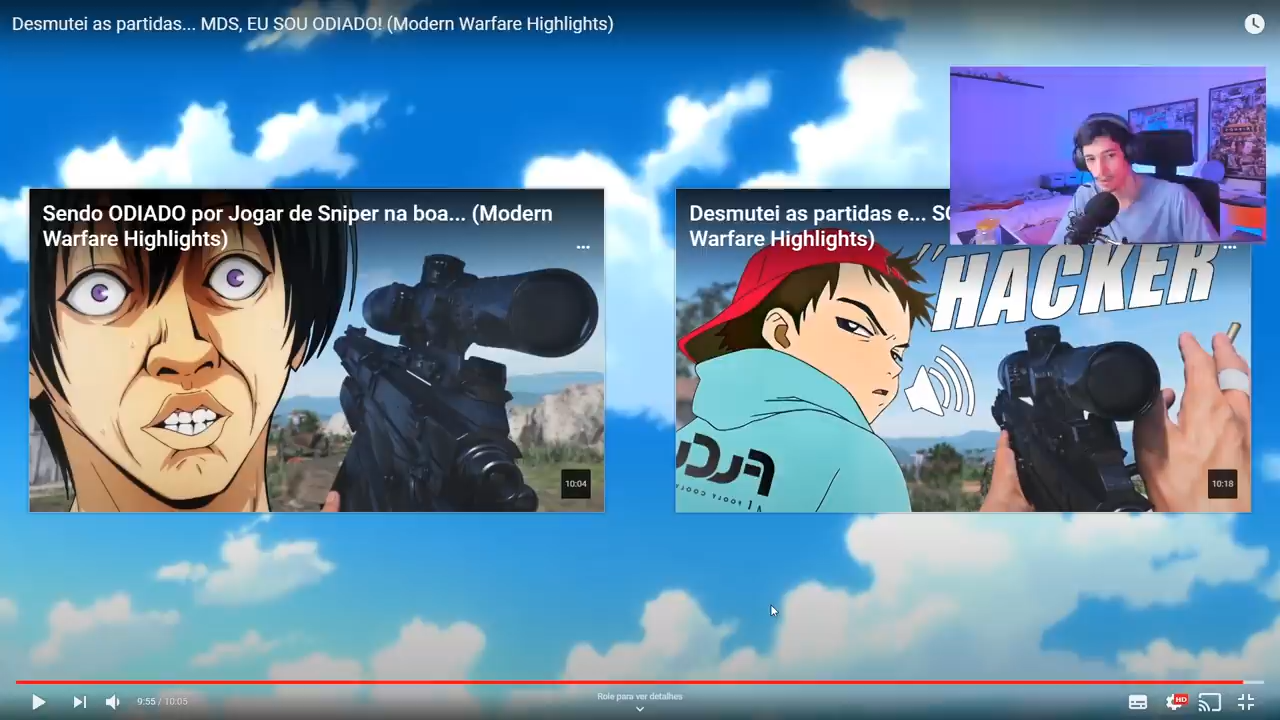 Desmutei as partidas... MDS, EU SOU ODIADO! (Modern Warfare Highlights)
Sendo ODIADO por Jogar de Sniper na boa... (Modern
Warfare Highlights)
10:04
Desmutei as partidas e...
Warfare Highlights)
"HACKER"
10:18
9:55 / 10:05
Role para ver detalhes
HD